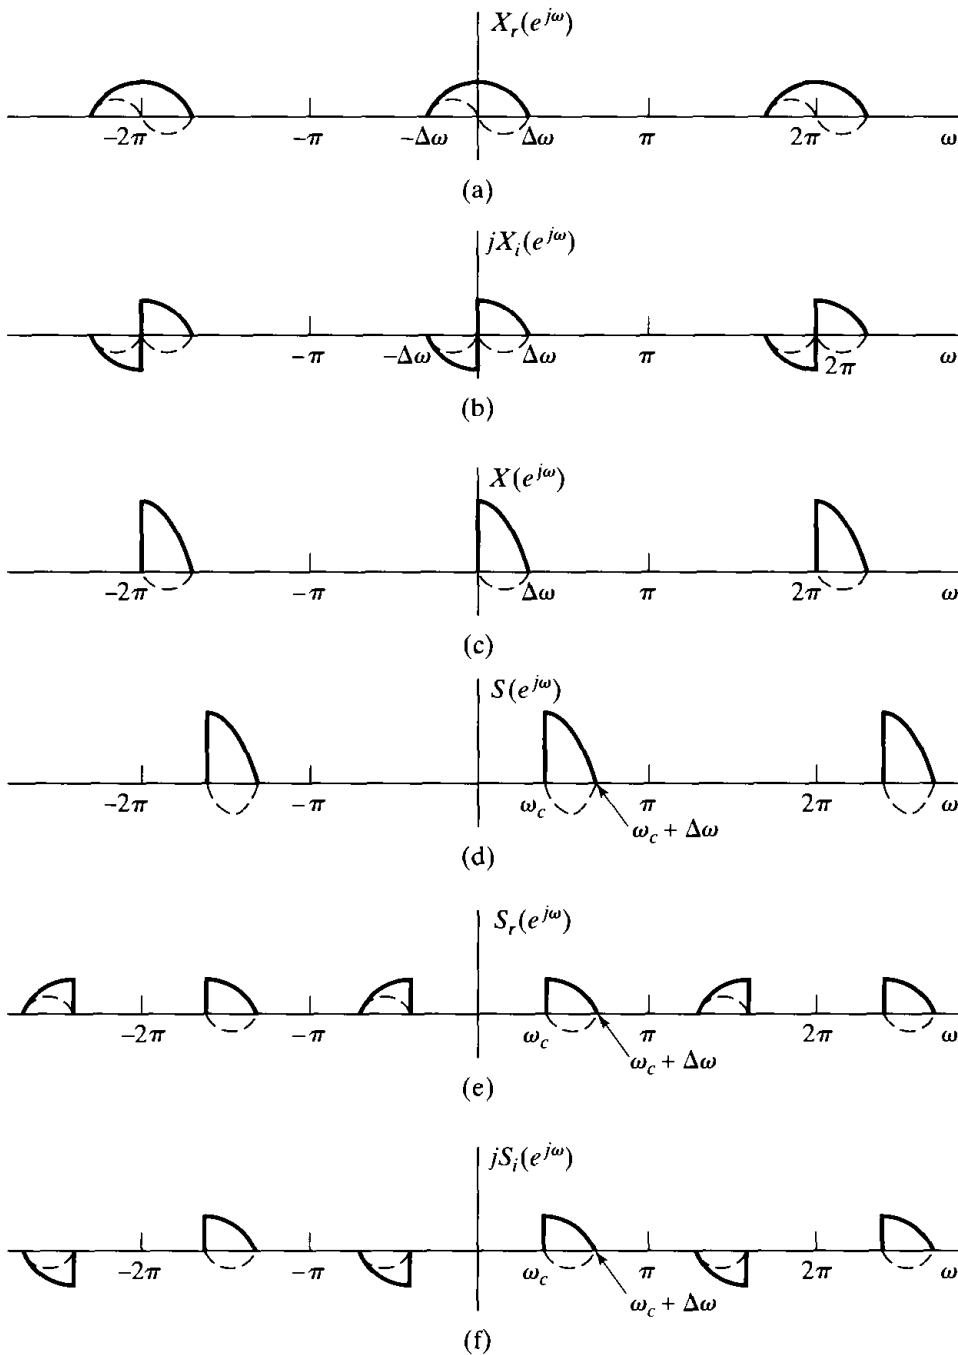 X_r(e^{jω})
−2π −π −Δω Δω π 2π ω
(a)
jX_i(e^{jω})
−π −Δω Δω π 2π ω
(b)
X(e^{jω})
−2π −π Δω π 2π ω
(c)
S(e^{jω})
−2π −π ω_c π 2π ω
ω_c + Δω
(d)
S_r(e^{jω})
−2π −π ω_c π 2π ω
ω_c + Δω
(e)
jS_i(e^{jω})
−2π −π ω_c π 2π ω
ω_c + Δω
(f)